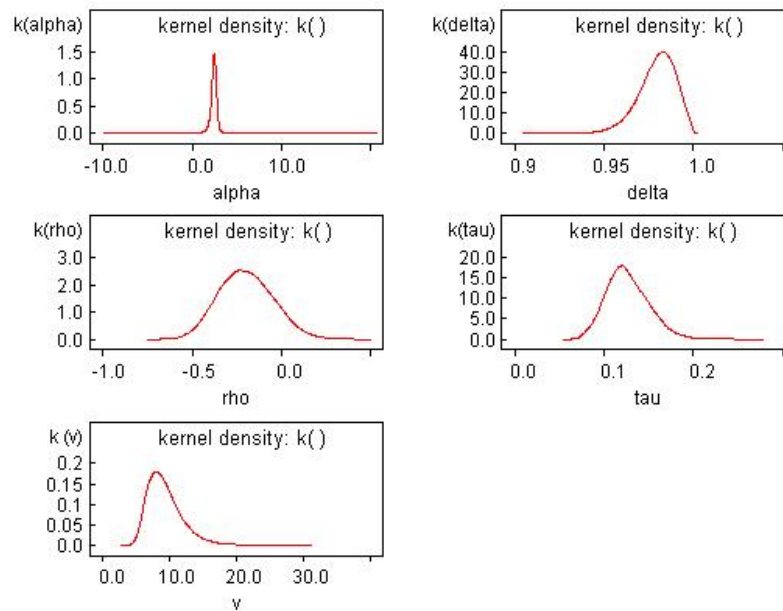 k(alpha)
kernel density: k( )
1.5
1.0
0.5
0.0
-10.0 0.0 10.0
alpha
k(delta)
kernel density: k( )
40.0
30.0
20.0
10.0
0.0
0.9 0.95 1.0
delta
k(rho)
kernel density: k( )
3.0
2.0
1.0
0.0
-1.0 -0.5 0.0
rho
k(tau)
kernel density: k( )
20.0
15.0
10.0
5.0
0.0
0.0 0.1 0.2
tau
k (v)
kernel density: k( )
0.2
0.15
0.1
0.05
0.0
0.0 10.0 20.0 30.0
v